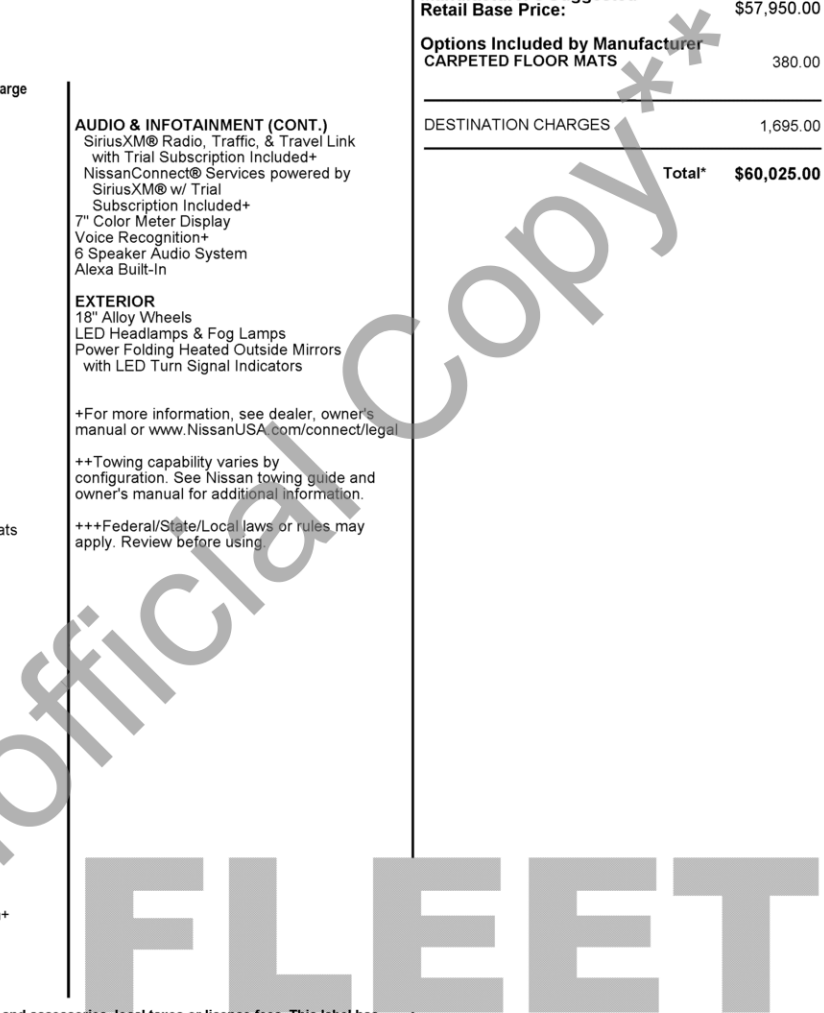 arge
AUDIO & INFOTAINMENT (CONT.)
SiriusXM® Radio, Traffic, & Travel Link
with Trial Subscription Included+
NissanConnect® Services powered by
SiriusXM® w/ Trial
Subscription Included+
7" Color Meter Display
Voice Recognition+
6 Speaker Audio System
Alexa Built-In
EXTERIOR
18" Alloy Wheels
LED Headlamps & Fog Lamps
Power Folding Heated Outside Mirrors
with LED Turn Signal Indicators
+For more information, see dealer, owner's
manual or www.NissanUSA.com/connect/legal
++Towing capability varies by
configuration. See Nissan towing guide and
owner's manual for additional information.
+++Federal/State/Local laws or rules may
apply. Review before using.
ats
+
Retail Base Price: $57,950.00
Options Included by Manufacturer
CARPETED FLOOR MATS 380.00
DESTINATION CHARGES 1,695.00
Total* $60,025.00
official Copy**
FLEET